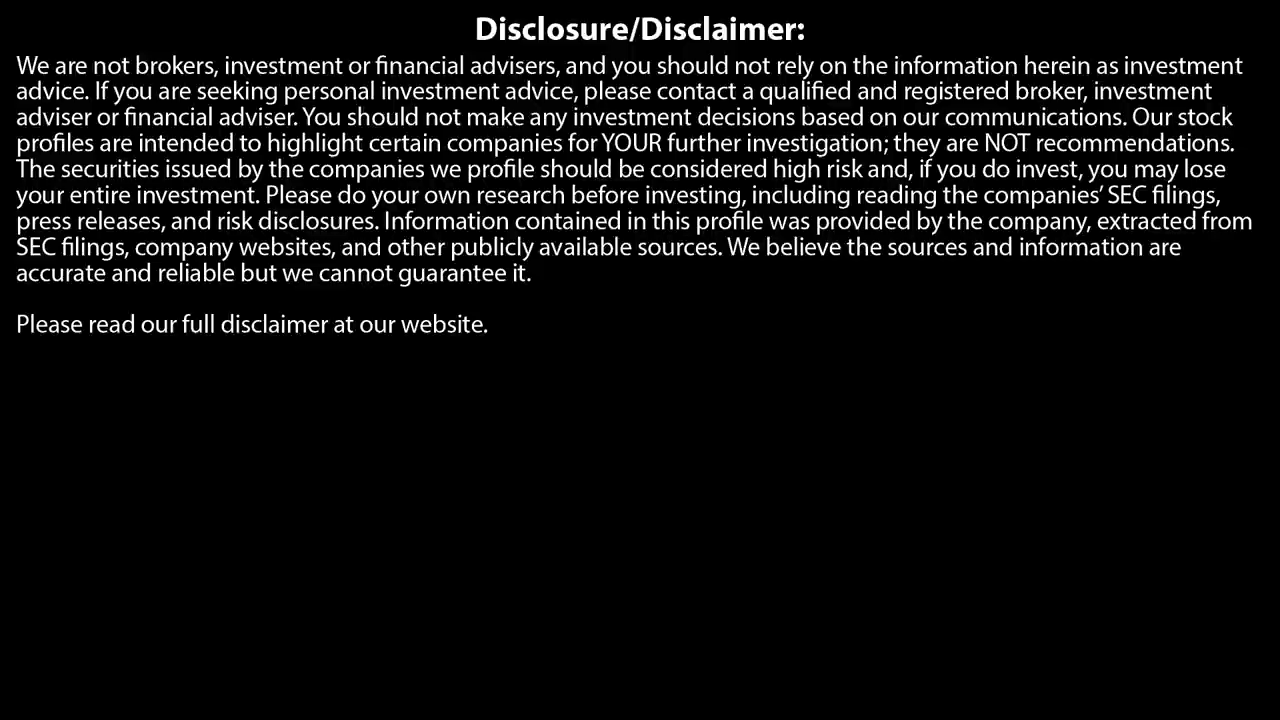 Disclosure/Disclaimer:
We are not brokers, investment or financial advisers, and you should not rely on the information herein as investment
advice. If you are seeking personal investment advice, please contact a qualified and registered broker, investment
adviser or financial adviser. You should not make any investment decisions based on our communications. Our stock
profiles are intended to highlight certain companies for YOUR further investigation; they are NOT recommendations.
The securities issued by the companies we profile should be considered high risk and, if you do invest, you may lose
your entire investment. Please do your own research before investing, including reading the companies’ SEC filings,
press releases, and risk disclosures. Information contained in this profile was provided by the company, extracted from
SEC filings, company websites, and other publicly available sources. We believe the sources and information are
accurate and reliable but we cannot guarantee it.
Please read our full disclaimer at our website.